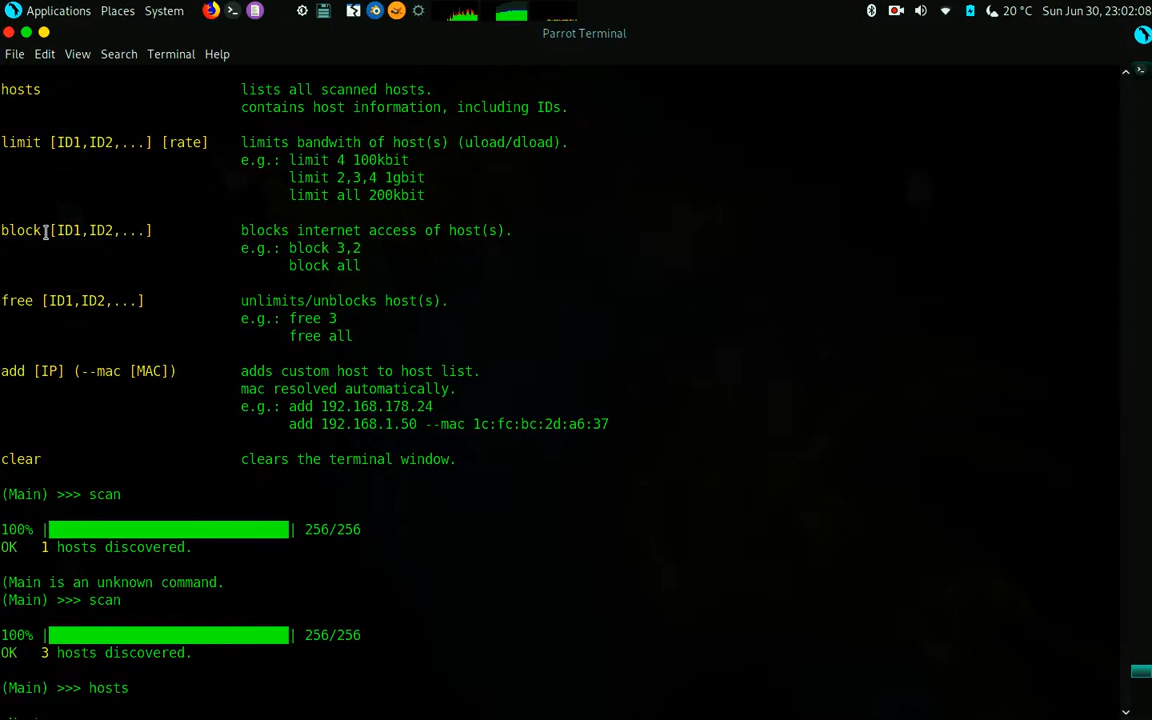 Applications Places System 20 °C Sun Jun 30, 23:02:08
Parrot Terminal
File Edit View Search Terminal Help
hosts lists all scanned hosts.
contains host information, including IDs.
limit [ID1,ID2,...] [rate] limits bandwith of host(s) (uload/dload).
e.g.: limit 4 100kbit
limit 2,3,4 1gbit
limit all 200kbit
block [ID1,ID2,...] blocks internet access of host(s).
e.g.: block 3,2
block all
free [ID1,ID2,...] unlimits/unblocks host(s).
e.g.: free 3
free all
add [IP] (--mac [MAC]) adds custom host to host list.
mac resolved automatically.
e.g.: add 192.168.178.24
add 192.168.1.50 --mac 1c:fc:bc:2d:a6:37
clear clears the terminal window.
(Main) >>> scan
100% | | 256/256
OK 1 hosts discovered.
(Main is an unknown command.
(Main) >>> scan
100% | | 256/256
OK 3 hosts discovered.
(Main) >>> hosts